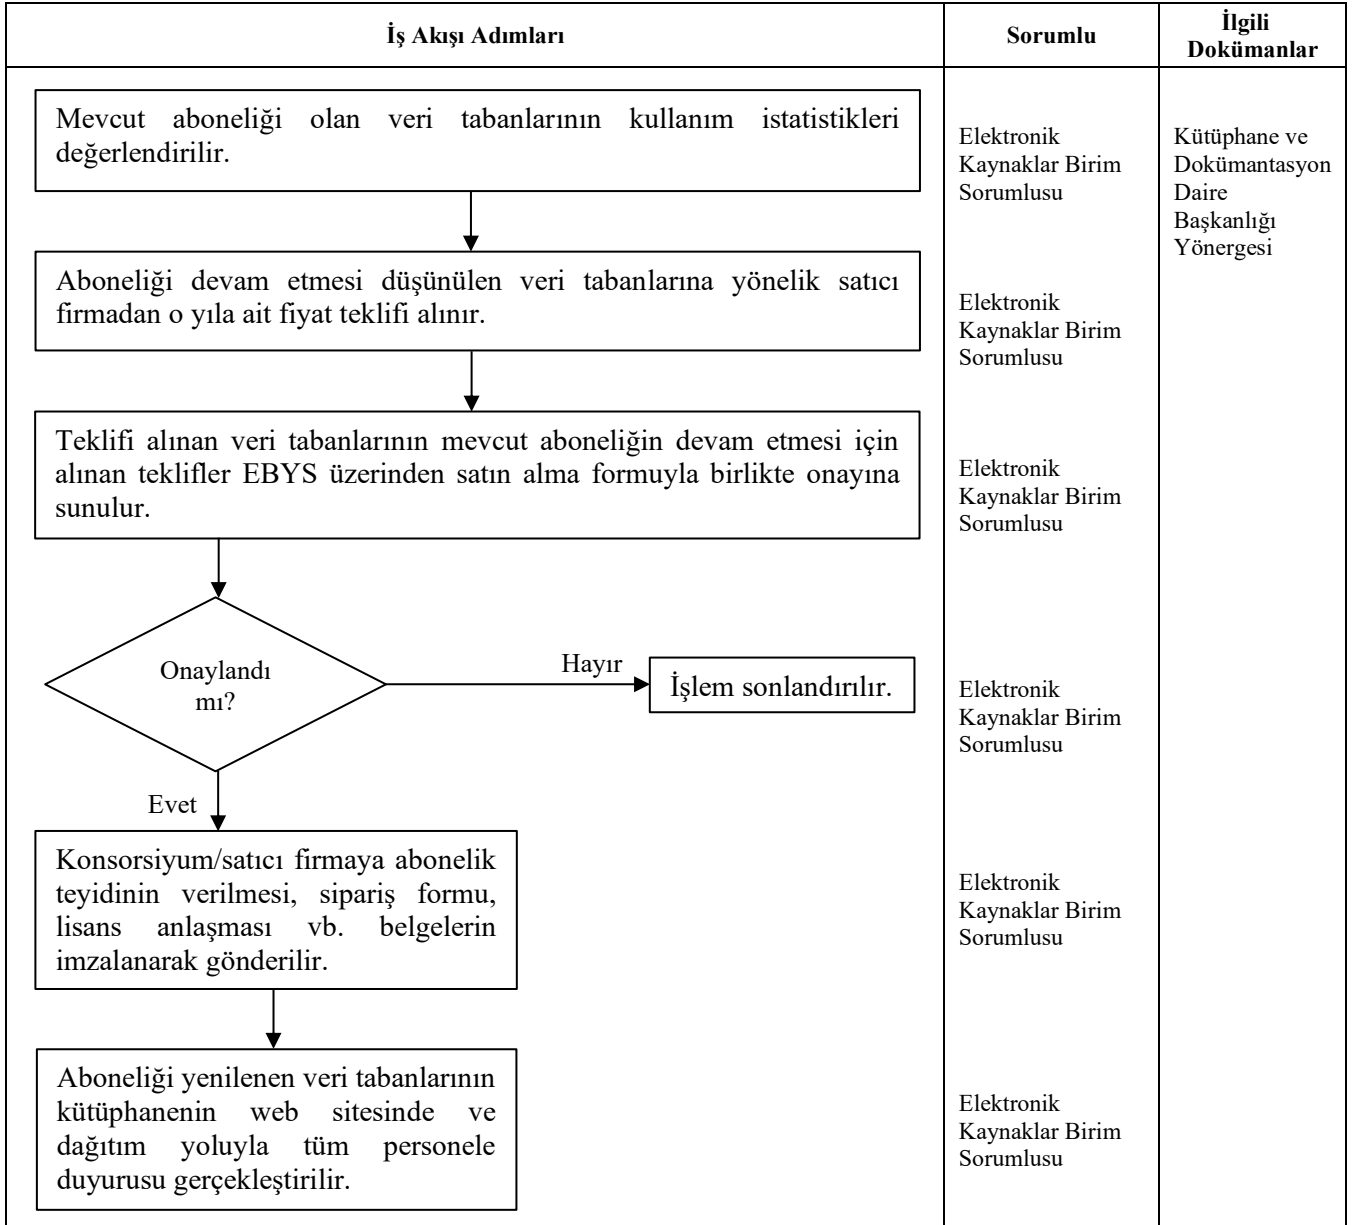 İş Akışı Adımları
Sorumlu
İlgili
Dokümanlar
Mevcut aboneliği olan veri tabanlarının kullanım istatistikleri
değerlendirilir.
Elektronik
Kaynaklar Birim
Sorumlusu
Kütüphane ve
Dokümantasyon
Daire
Başkanlığı
Yönergesi
Aboneliği devam etmesi düşünülen veri tabanlarına yönelik satıcı
firmadan o yıla ait fiyat teklifi alınır.
Elektronik
Kaynaklar Birim
Sorumlusu
Teklifi alınan veri tabanlarının mevcut aboneliğin devam etmesi için
alınan teklifler EBYS üzerinden satın alma formuyla birlikte onayına
sunulur.
Elektronik
Kaynaklar Birim
Sorumlusu
Onaylandı
mı?
Hayır
İşlem sonlandırılır.
Elektronik
Kaynaklar Birim
Sorumlusu
Evet
Konsorsiyum/satıcı firmaya abonelik
teyidinin verilmesi, sipariş formu,
lisans anlaşması vb. belgelerin
imzalanarak gönderilir.
Elektronik
Kaynaklar Birim
Sorumlusu
Aboneliği yenilenen veri tabanlarının
kütüphanenin web sitesinde ve
dağıtım yoluyla tüm personele
duyurusu gerçekleştirilir.
Elektronik
Kaynaklar Birim
Sorumlusu